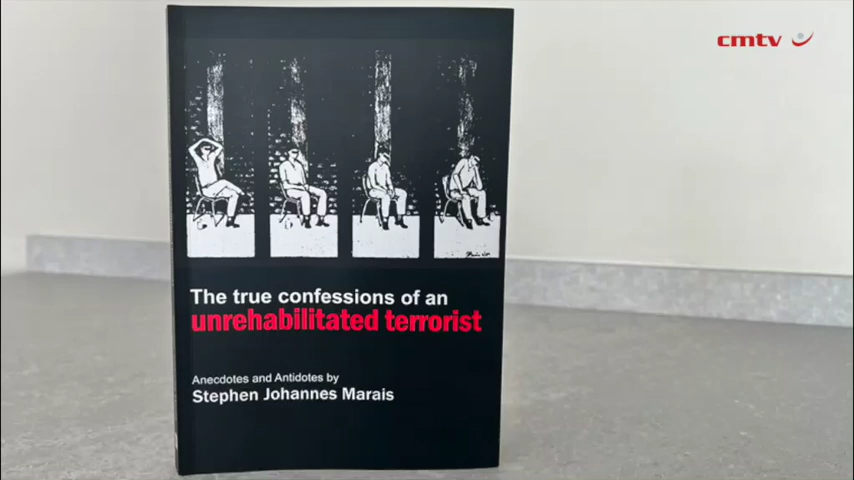 cmtv
The true confessions of an
unrehabilitated terrorist
Anecdotes and Antidotes by
Stephen Johannes Marais